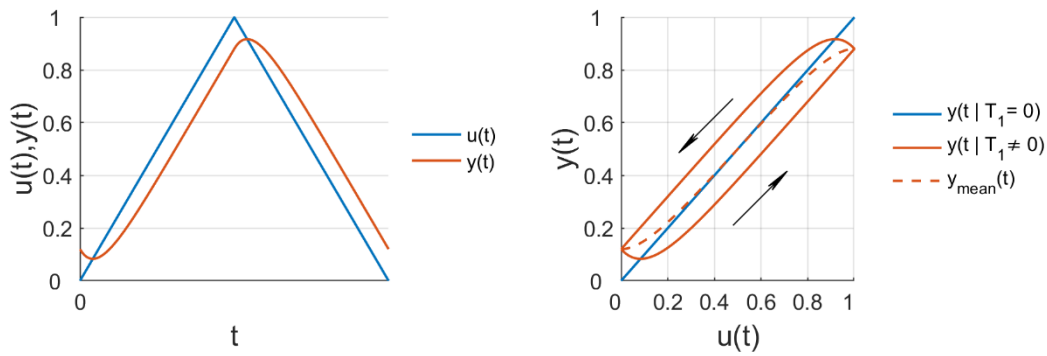 u(t),y(t)
1
0.8
0.6
0.4
0.2
0
0
t
u(t)
y(t)
y(t)
1
0.8
0.6
0.4
0.2
0
0 0.2 0.4 0.6 0.8 1
u(t)
y(t | T₁= 0)
y(t | T₁≠ 0)
y_mean(t)